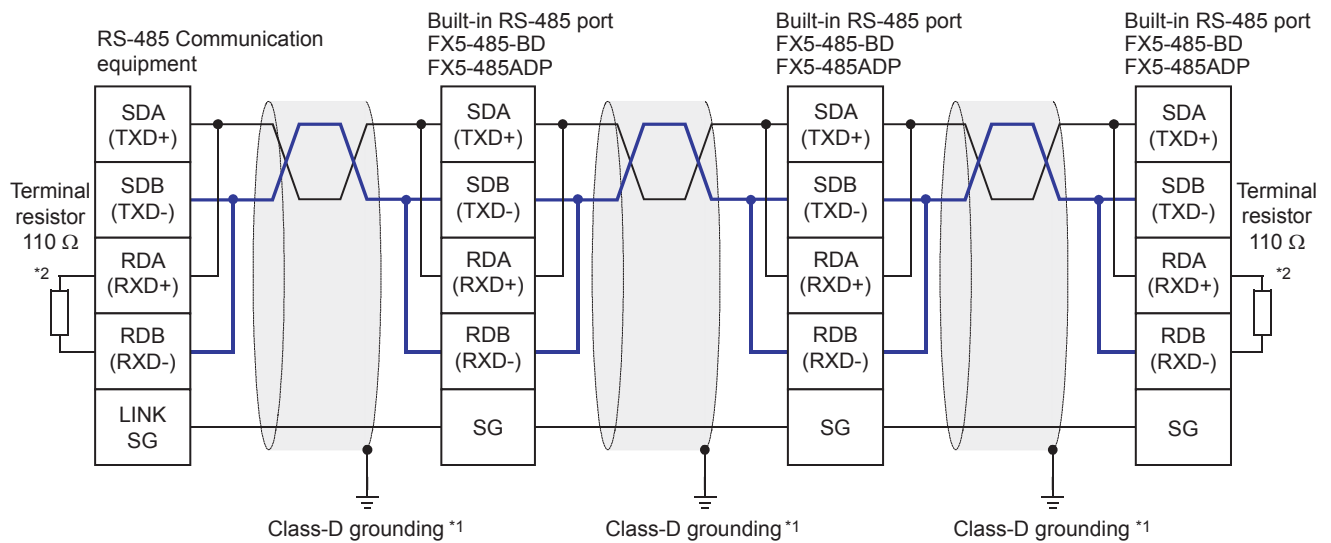 RS-485 Communication
equipment
Built-in RS-485 port
FX5-485-BD
FX5-485ADP
Built-in RS-485 port
FX5-485-BD
FX5-485ADP
Built-in RS-485 port
FX5-485-BD
FX5-485ADP
Terminal
resistor
110 Ω
*2
SDA
(TXD+)
SDB
(TXD-)
RDA
(RXD+)
RDB
(RXD-)
LINK
SG
SDA
(TXD+)
SDB
(TXD-)
RDA
(RXD+)
RDB
(RXD-)
SG
SDA
(TXD+)
SDB
(TXD-)
RDA
(RXD+)
RDB
(RXD-)
SG
SDA
(TXD+)
SDB
(TXD-)
RDA
(RXD+)
RDB
(RXD-)
SG
Terminal
resistor
110 Ω
*2
Class-D grounding *1
Class-D grounding *1
Class-D grounding *1